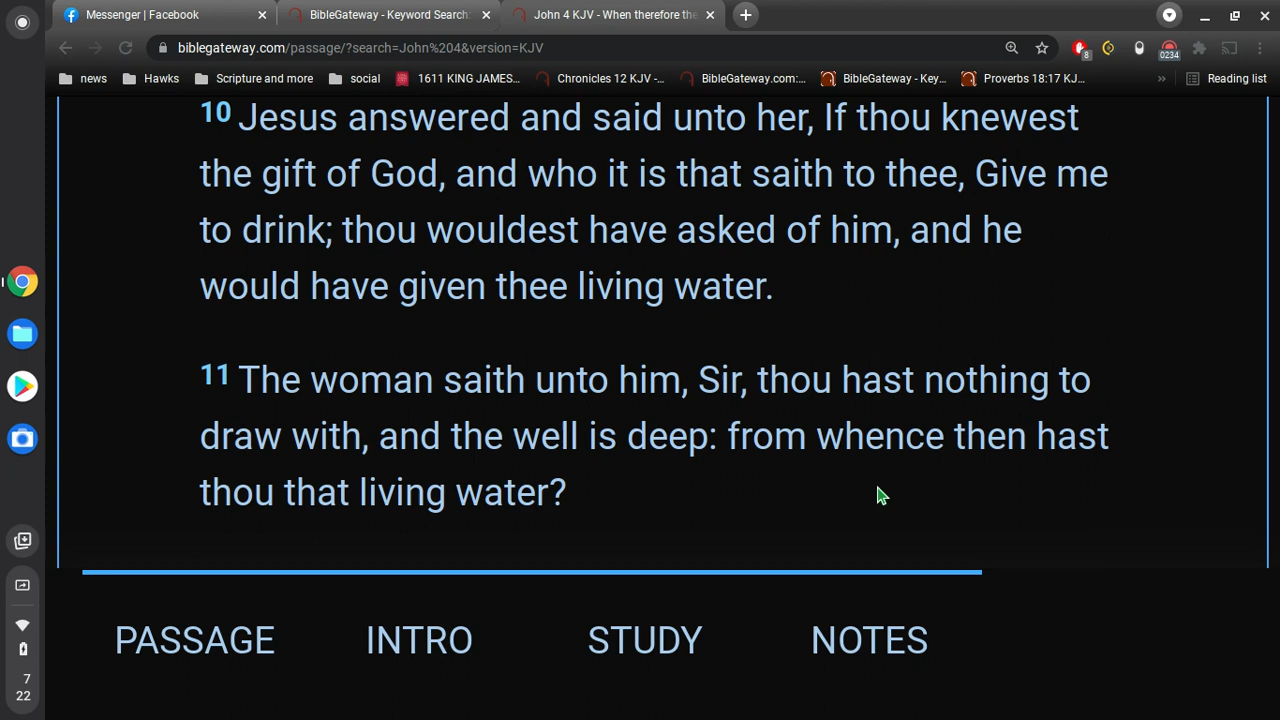 Messenger | Facebook
BibleGateway - Keyword Search:
John 4 KJV - When therefore the
biblegateway.com/passage/?search=John%204&version=KJV
8
0234
news
Hawks
Scripture and more
social
1611 KING JAMES...
Chronicles 12 KJV -...
BibleGateway.com:...
BibleGateway - Key...
Proverbs 18:17 KJ...
»
Reading list
10 Jesus answered and said unto her, If thou knewest
the gift of God, and who it is that saith to thee, Give me
to drink; thou wouldest have asked of him, and he
would have given thee living water.
11 The woman saith unto him, Sir, thou hast nothing to
draw with, and the well is deep: from whence then hast
thou that living water?
PASSAGE
INTRO
STUDY
NOTES
7
22